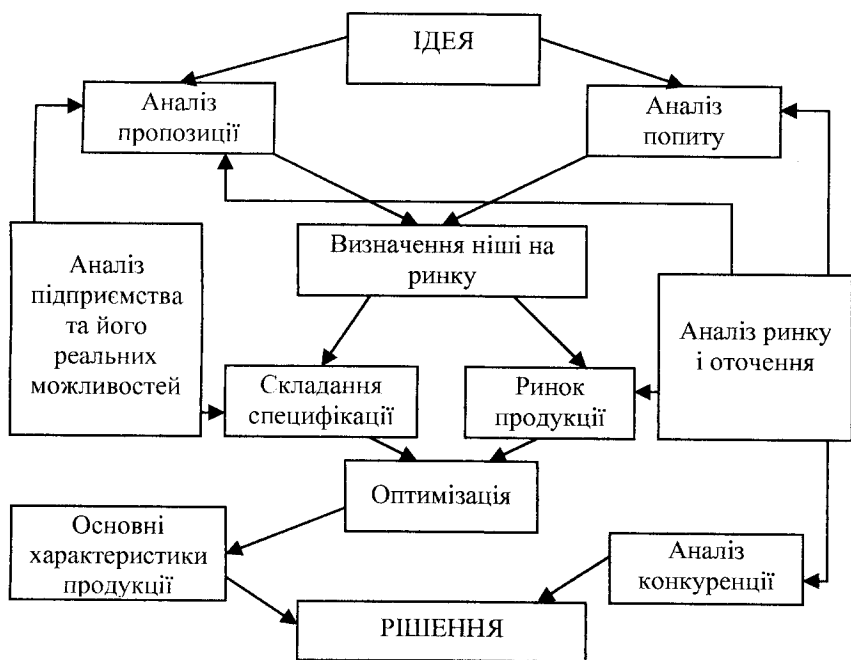 ІДЕЯ
Аналіз
пропозиції
Аналіз
попиту
Визначення ніші на
ринку
Аналіз
підприємства
та його
реальних
можливостей
Аналіз ринку
і оточення
Складання
специфікації
Ринок
продукції
Оптимізація
Основні
характеристики
продукції
Аналіз
конкуренції
РІШЕННЯ